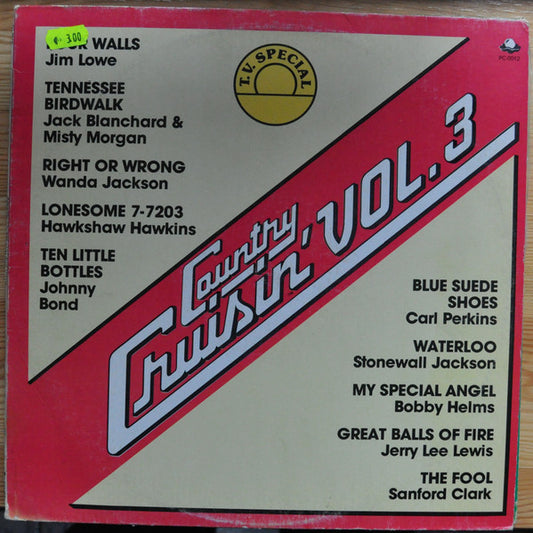 3.00
WALLS
Jim Lowe
TENNESSEE
BIRDWALK
Jack Blanchard &
Misty Morgan
RIGHT OR WRONG
Wanda Jackson
LONESOME 7-7203
Hawkshaw Hawkins
TEN LITTLE
BOTTLES
Johnny
Bond
T.V. SPECIAL
Country
Cruisin' VOL. 3
BLUE SUEDE
SHOES
Carl Perkins
WATERLOO
Stonewall Jackson
MY SPECIAL ANGEL
Bobby Helms
GREAT BALLS OF FIRE
Jerry Lee Lewis
THE FOOL
Sanford Clark